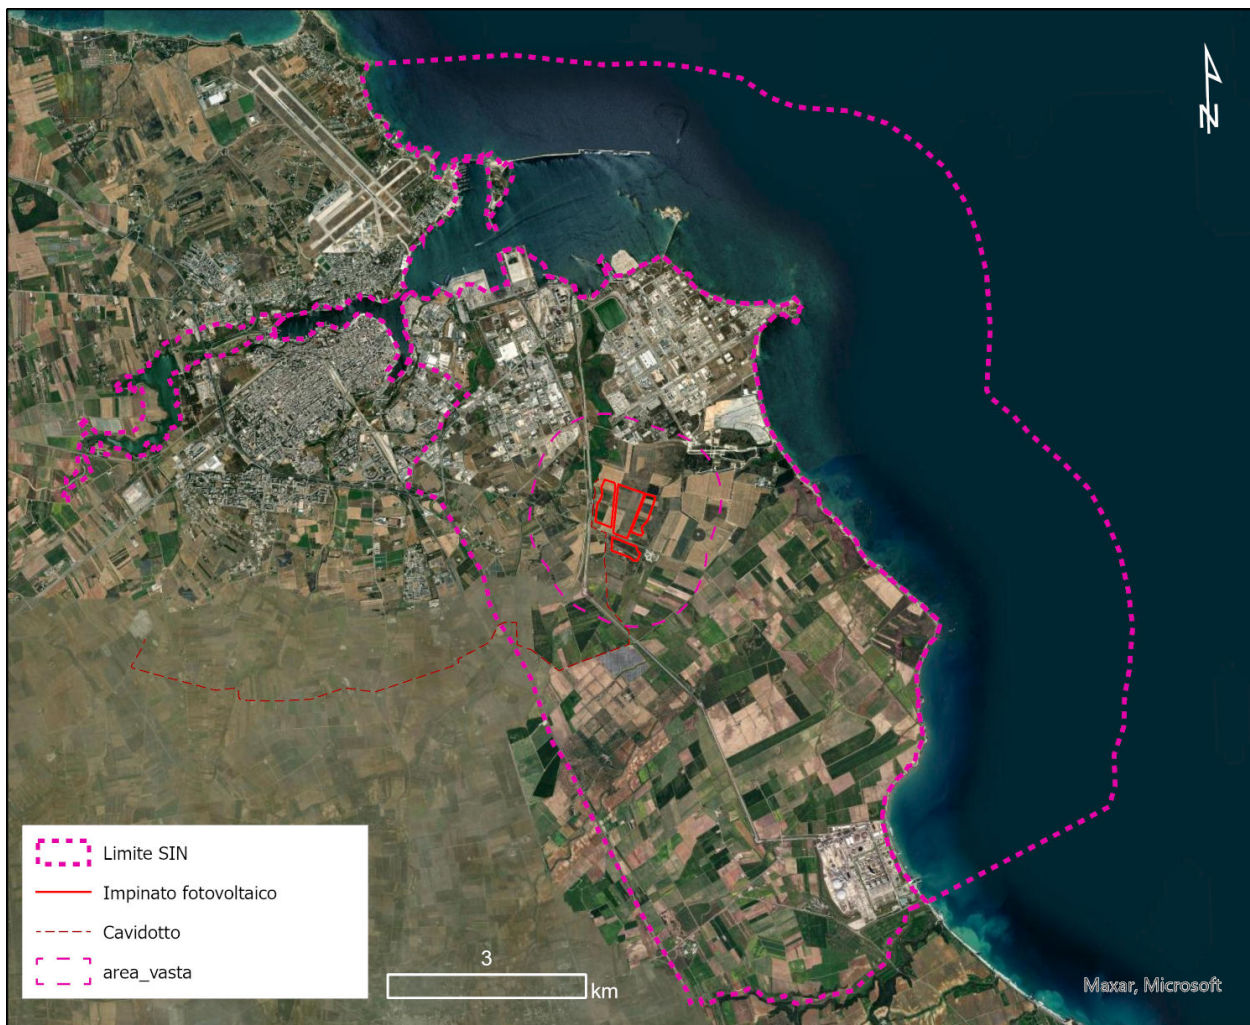 N
Limite SIN
Impinato fotovoltaico
Cavidotto
area_vasta
3
km
Maxar, Microsoft